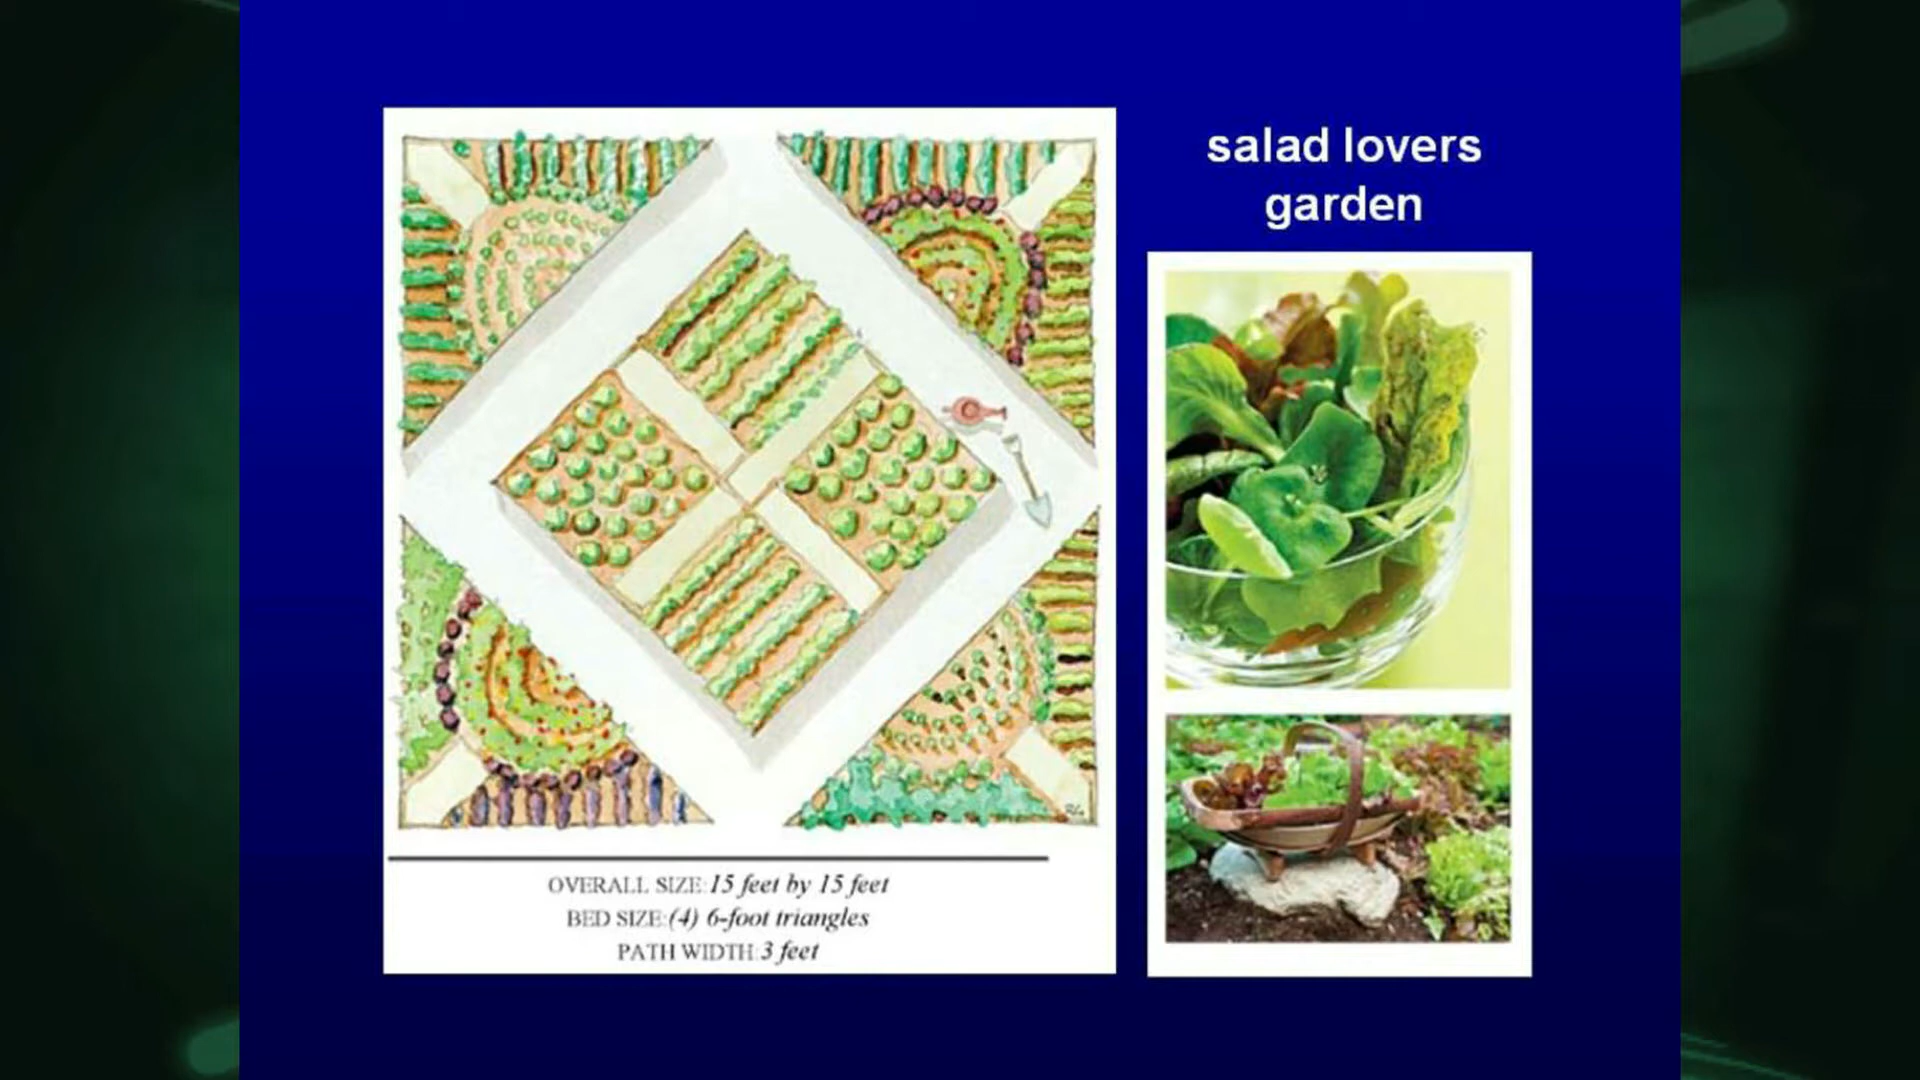 salad lovers
garden
OVERALL SIZE: 15 feet by 15 feet
BED SIZE: (4) 6-foot triangles
PATH WIDTH: 3 feet